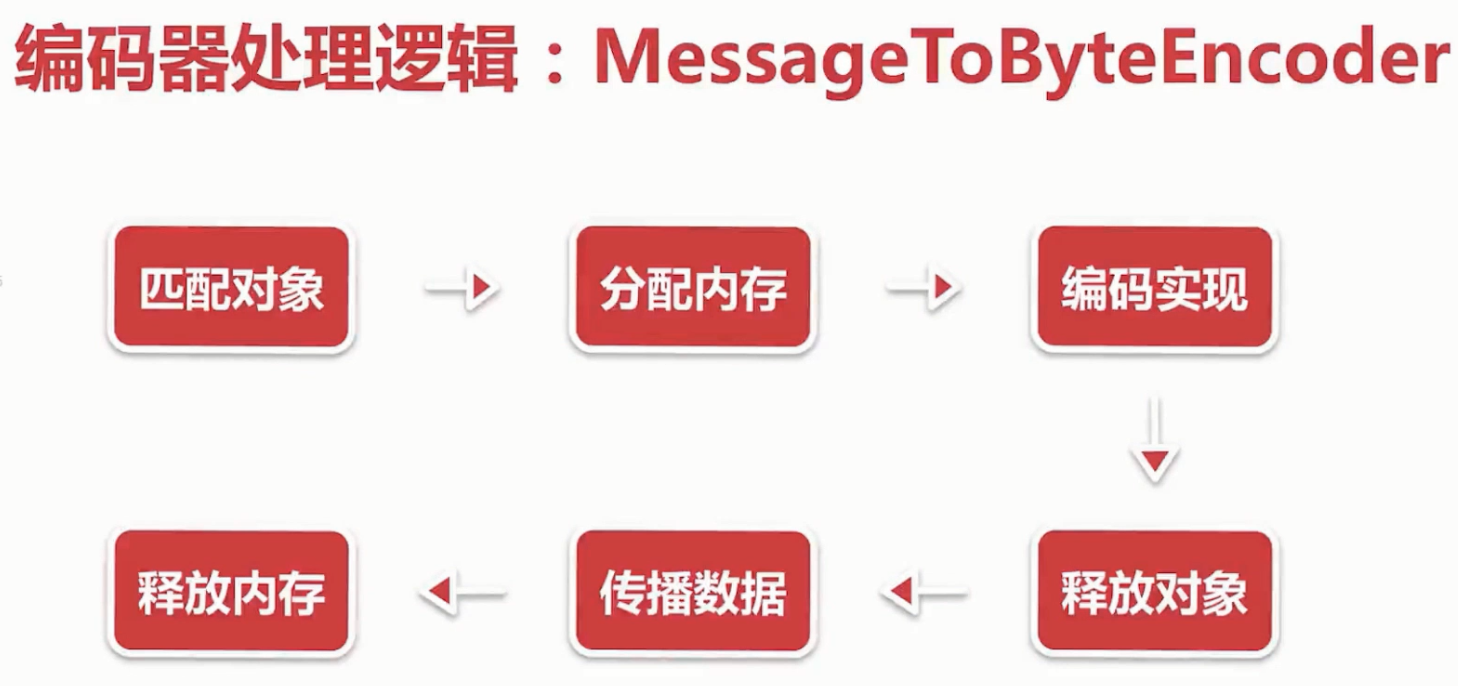 编码器处理逻辑：MessageToByteEncoder
匹配对象
分配内存
编码实现
释放对象
传播数据
释放内存